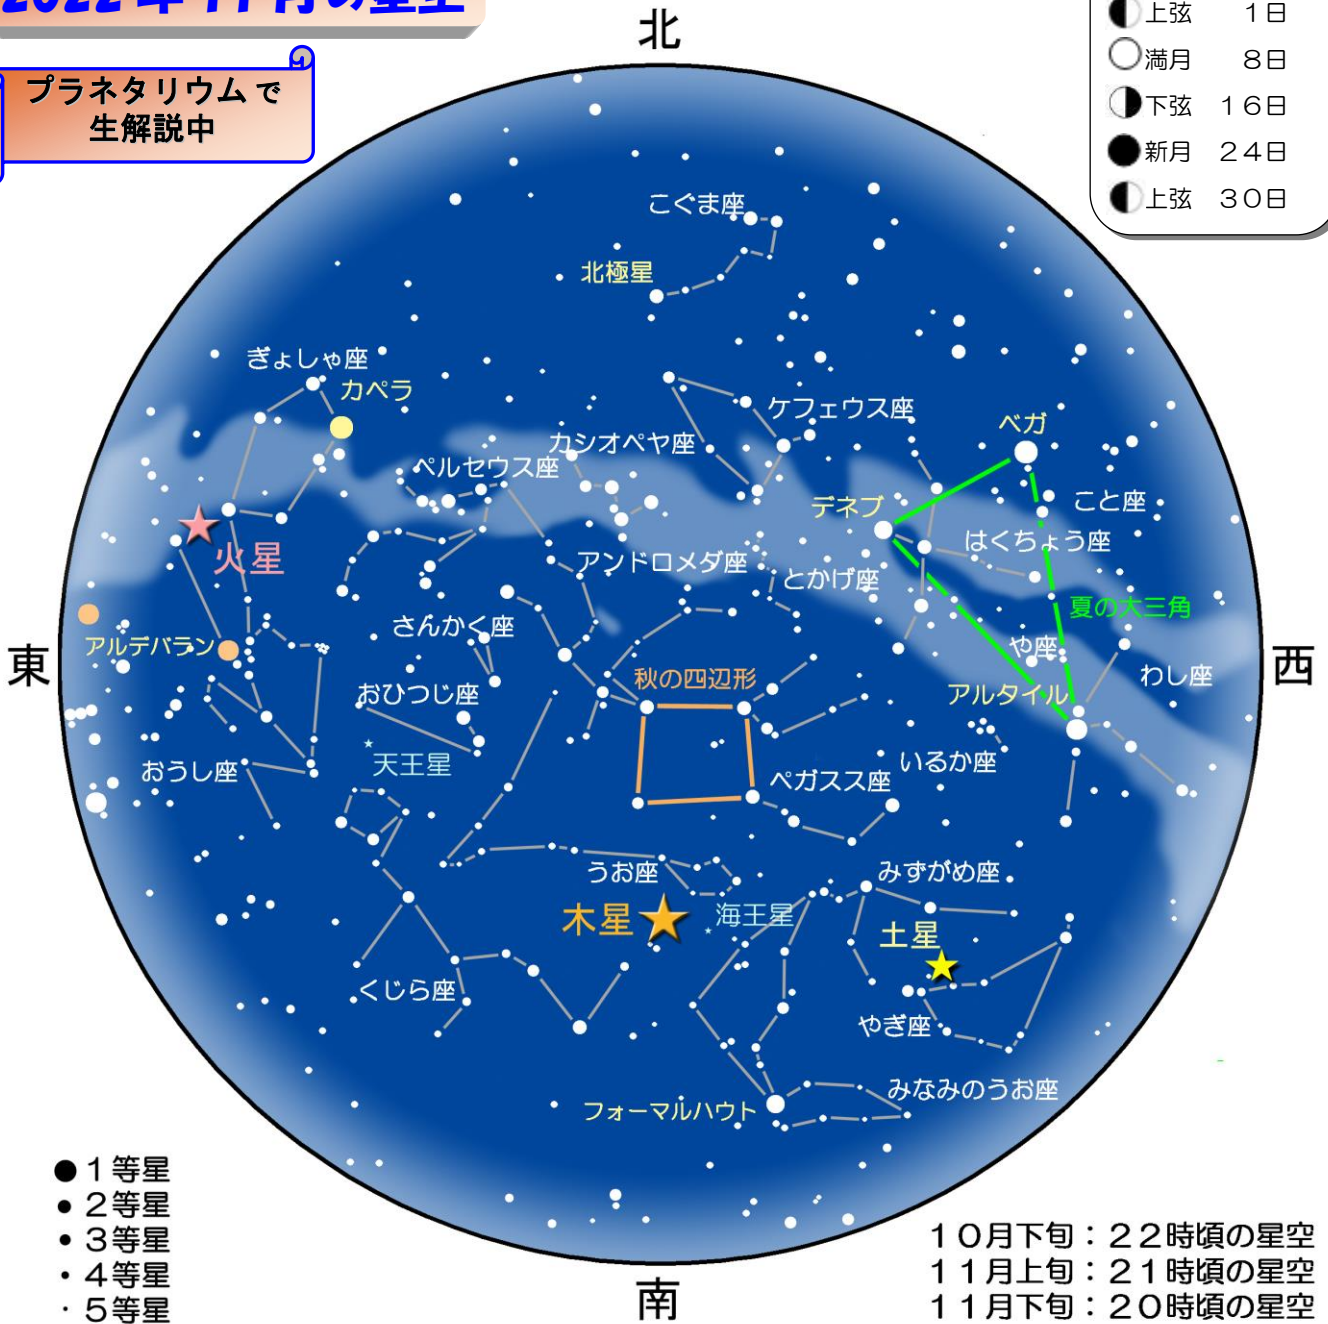 2022年11月の星空
プラネタリウムで
生解説中
上弦 1日
満月 8日
下弦 16日
新月 24日
上弦 30日
北
こぐま座
北極星
ぎょしゃ座
カペラ
ケフェウス座
ベガ
カシオペヤ座
ペルセウス座
デネブ
こと座
火星
はくちょう座
アンドロメダ座
とかげ座
夏の大三角
さんかく座
アルデバラン
や座
東
西
わし座
秋の四辺形
おひつじ座
アルタイル
天王星
いるか座
おうし座
ペガスス座
うお座
みずがめ座
木星
海王星
土星
くじら座
やぎ座
みなみのうお座
フォーマルハウト
1等星
2等星
3等星
4等星
5等星
南
10月下旬：22時頃の星空
11月上旬：21時頃の星空
11月下旬：20時頃の星空